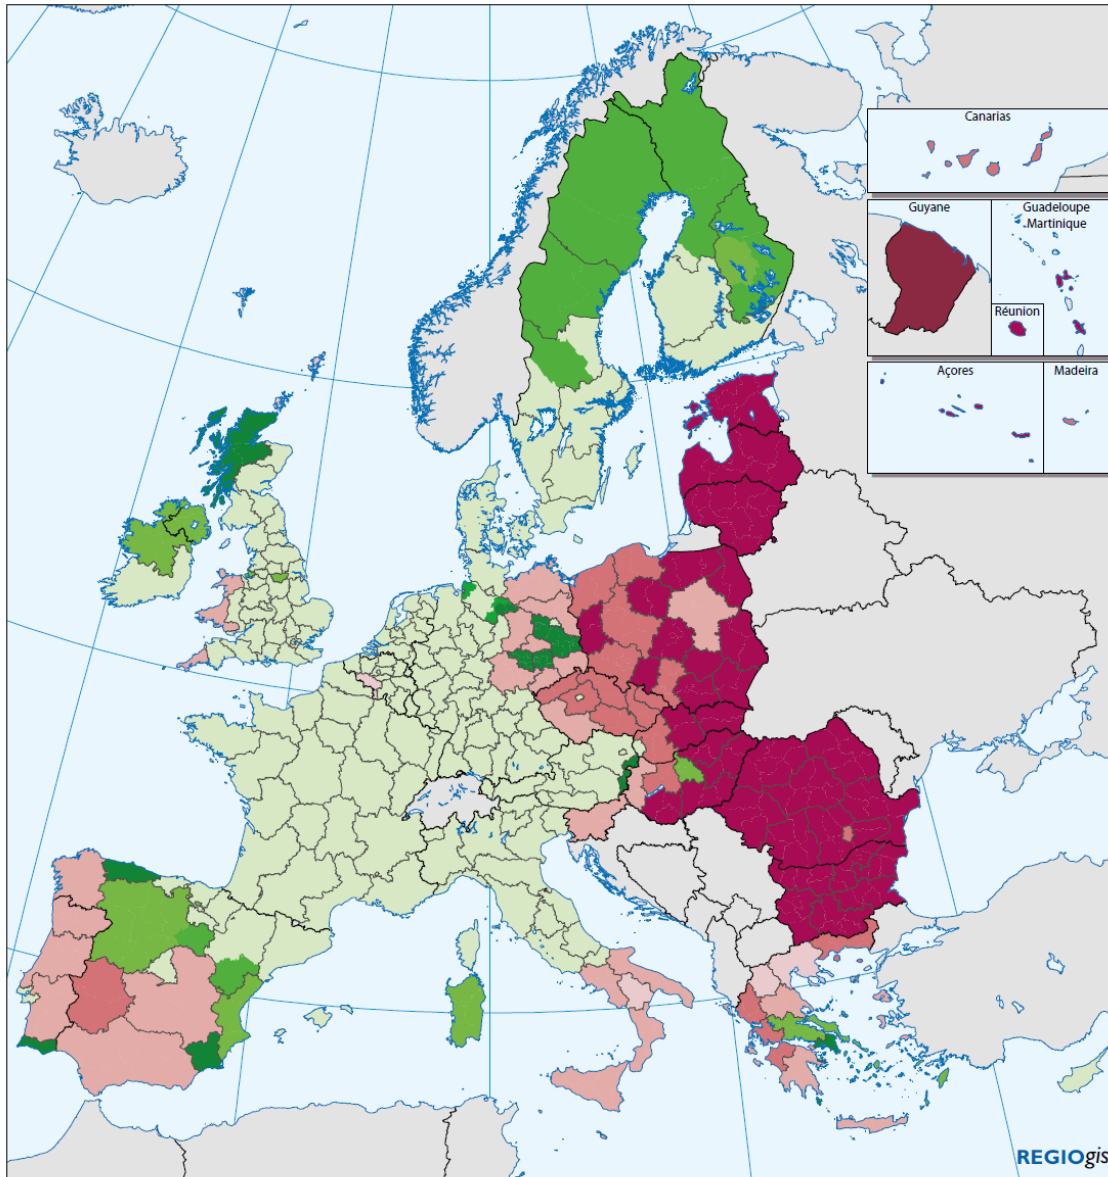 Canarias
Guyane
Guadeloupe
Martinique
Réunion
Açores
Madeira
REGIOgis